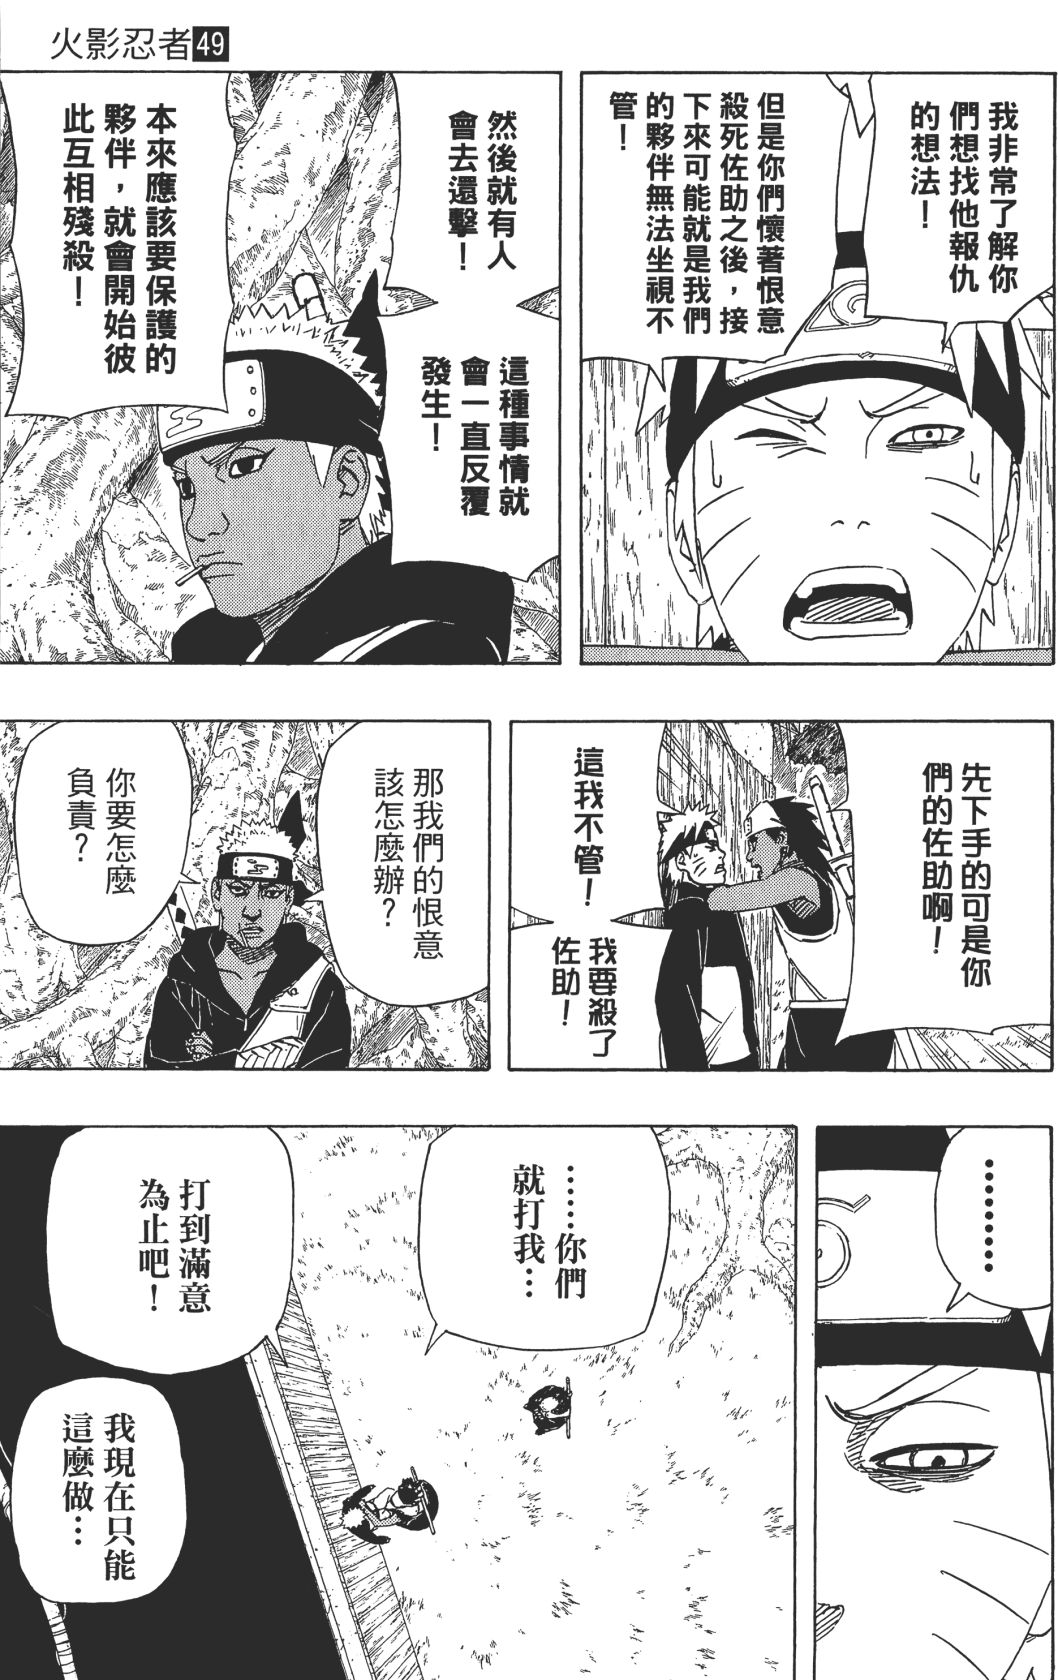 火影忍者49
我非常了解你
們想找他報仇
的想法！
但是你們懷著恨意
殺死佐助之後，接
下來可能就是我們
的夥伴無法坐視不
管！
然後就有人
會去還擊！
這種事情就
會一直反覆
發生！
本來應該要保護的
夥伴，就會開始彼
此互相殘殺！
先下手的可是你
們的佐助啊！
這我不管！
我要殺了
佐助！
那我們的恨意
該怎麼辦？
你要怎麼
負責？
………
……你們
就打我…
打到滿意
為止吧！
我現在只能
這麼做…